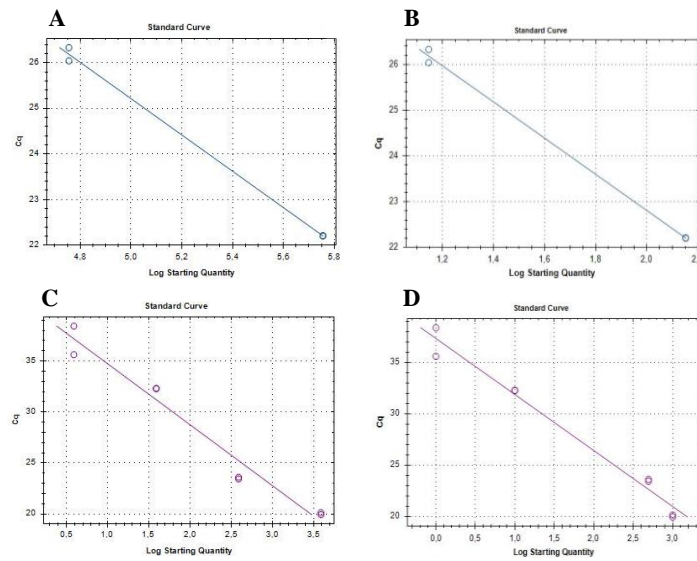 A
Standard Curve
Cq
26
25
24
23
22
4,8
5,0
5,2
5,4
5,6
5,8
Log Starting Quantity
B
Standard Curve
Cq
26
25
24
23
22
1,2
1,4
1,6
1,8
2,0
Log Starting Quantity
C
Standard Curve
Cq
35
30
25
20
0,5
1,0
1,5
2,0
2,5
3,0
3,5
Log Starting Quantity
D
Standard Curve
Cq
35
30
25
20
0,0
0,5
1,0
1,5
2,0
2,5
3,0
Log Starting Quantity